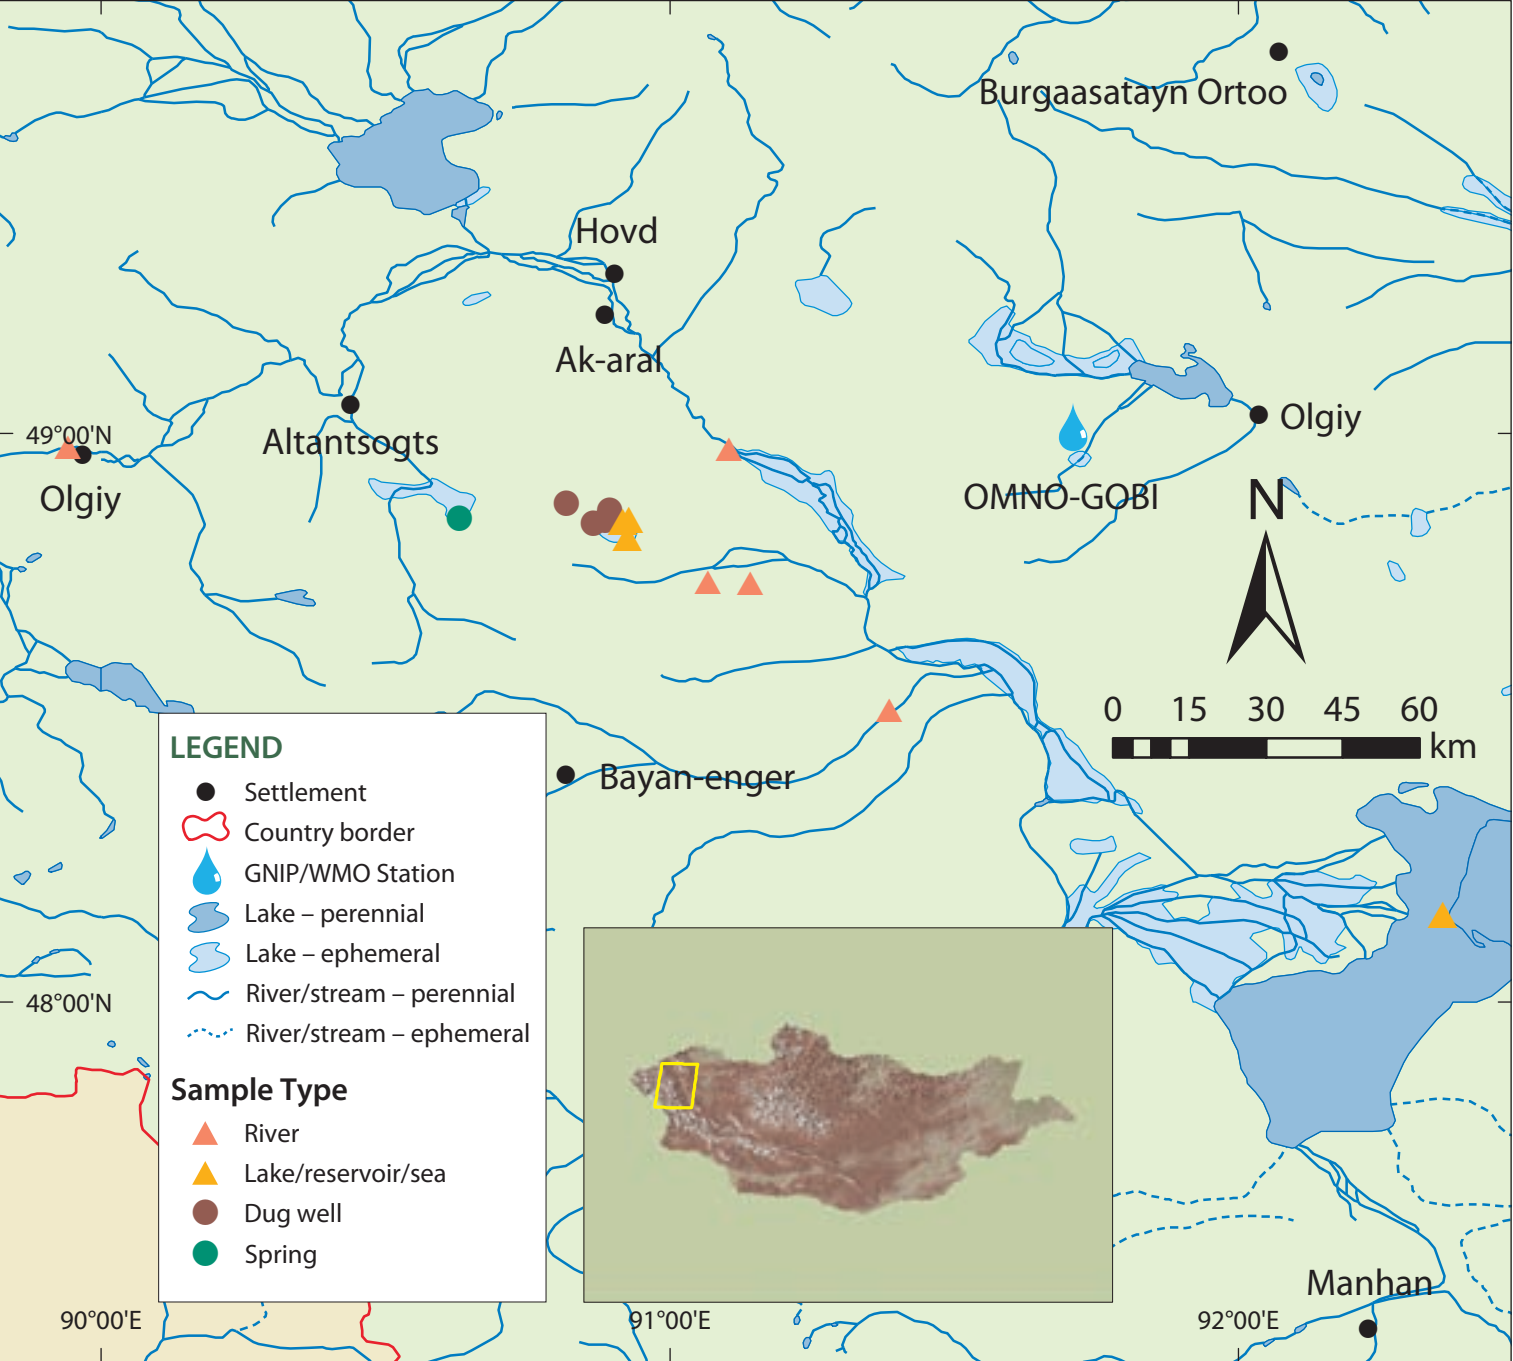 Burgaasatayn Ortoo
Hovd
Ak-aral
49°00'N
Altantsogts
Olgiy
Olgiy
OMNO-GOBI
N
0 15 30 45 60
km
Bayan-enger
LEGEND
Settlement
Country border
GNIP/WMO Station
Lake – perennial
Lake – ephemeral
River/stream – perennial
River/stream – ephemeral
Sample Type
River
Lake/reservoir/sea
Dug well
Spring
48°00'N
Manhan
90°00'E
91°00'E
92°00'E